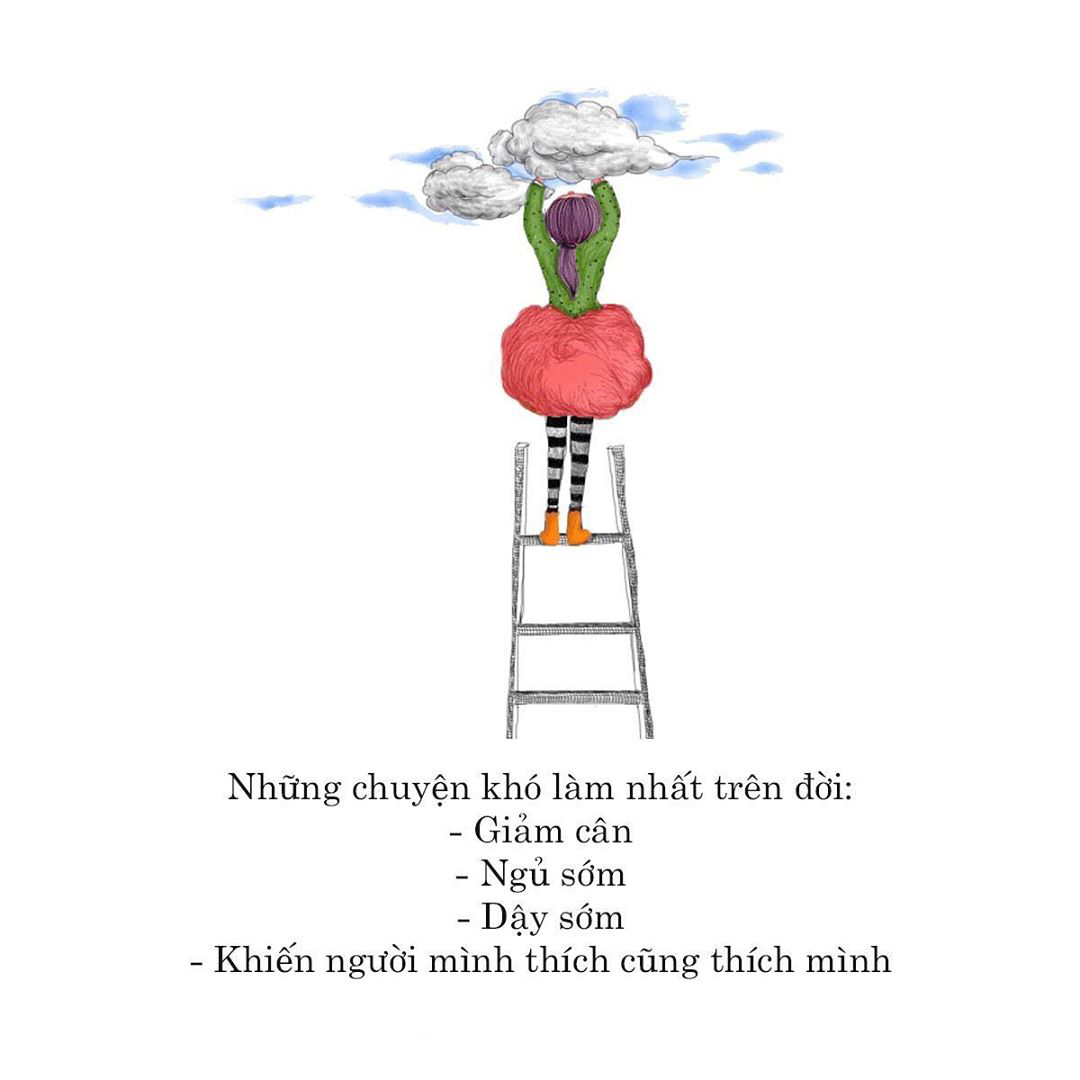 Những chuyện khó làm nhất trên đời:
- Giảm cân
- Ngủ sớm
- Dậy sớm
- Khiến người mình thích cũng thích mình